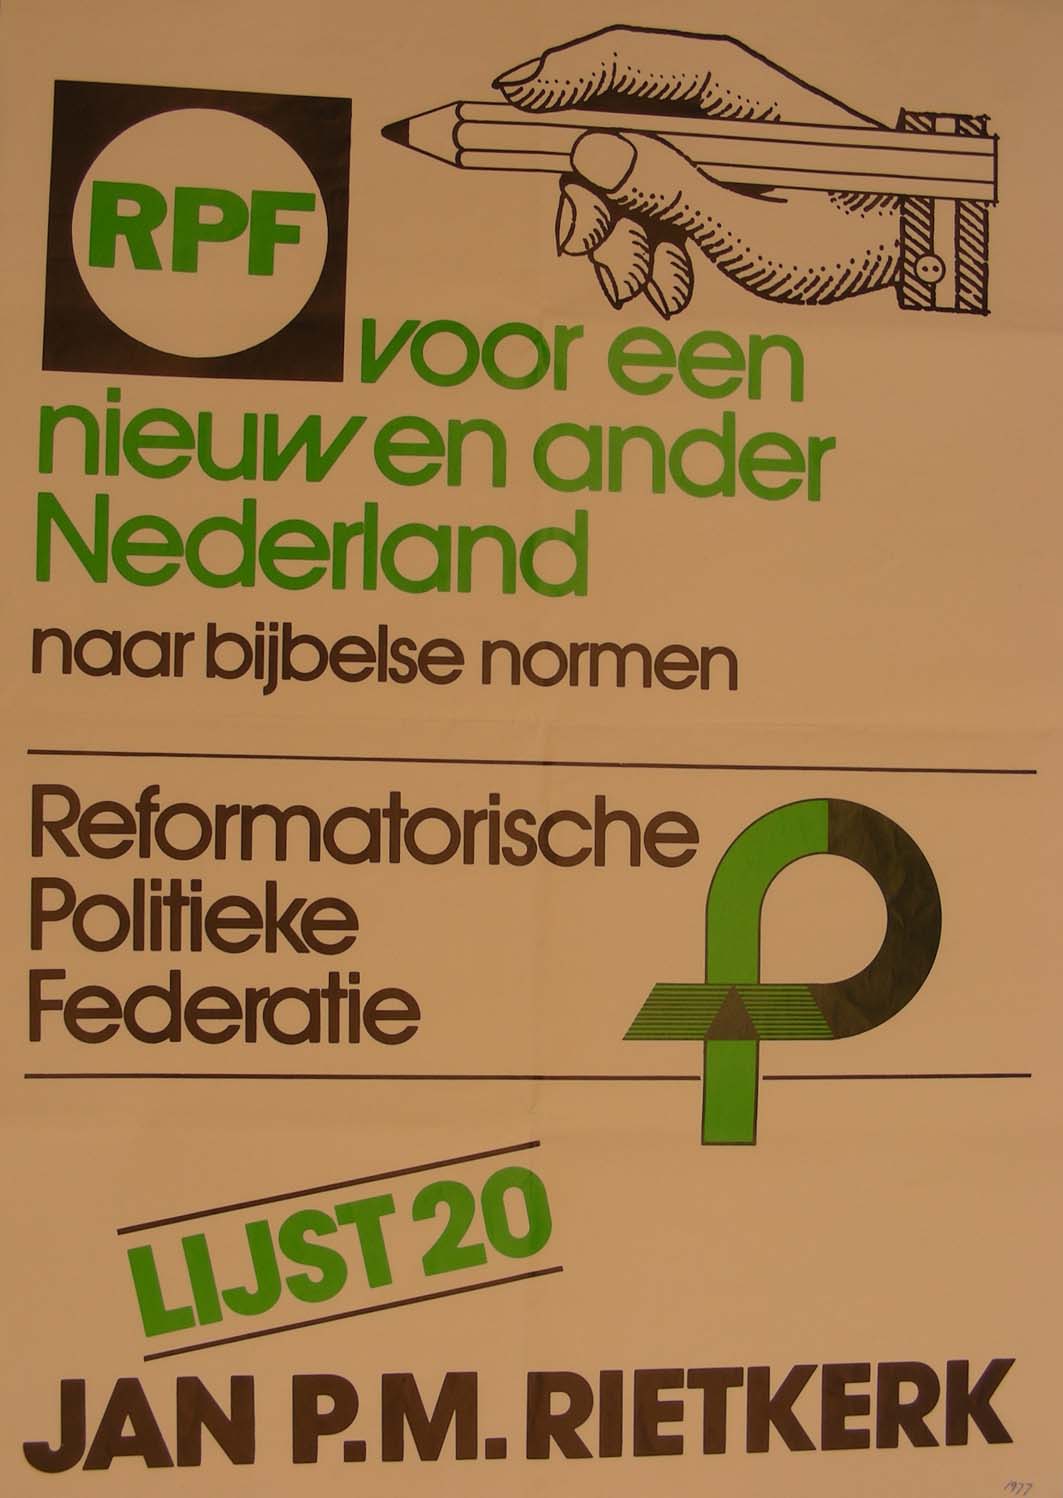 RPF
voor een
nieuw en ander
Nederland
naar bijbelse normen
Reformatorische
Politieke
Federatie
LIJST 20
JAN P.M. RIETKERK
1977